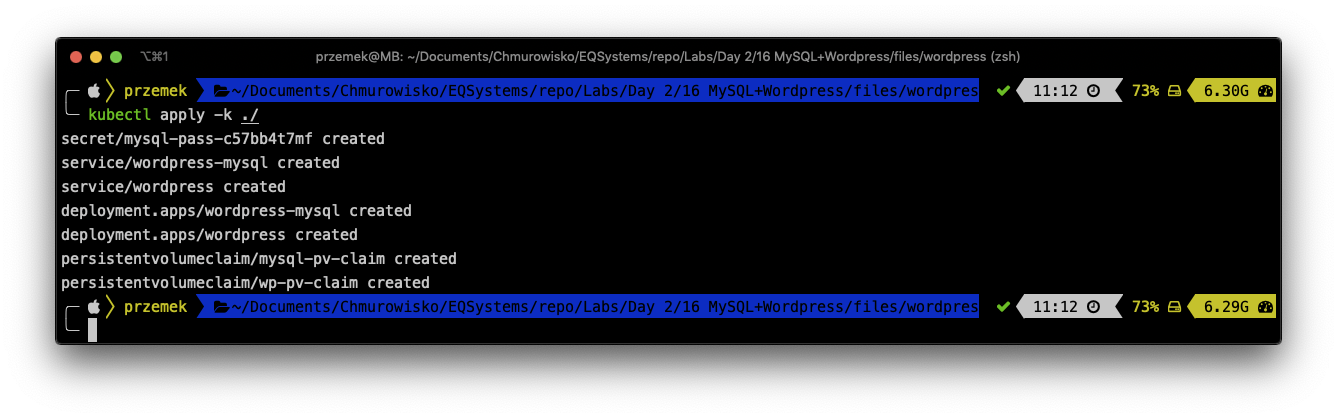 ⌥⌘1 przemek@MB: ~/Documents/Chmurowisko/EQSystems/repo/Labs/Day 2/16 MySQL+Wordpress/files/wordpress (zsh)
przemek ~/Documents/Chmurowisko/EQSystems/repo/Labs/Day 2/16 MySQL+Wordpress/files/wordpres ✔ 11:12 73% 6.30G
kubectl apply -k ./
secret/mysql-pass-c57bb4t7mf created
service/wordpress-mysql created
service/wordpress created
deployment.apps/wordpress-mysql created
deployment.apps/wordpress created
persistentvolumeclaim/mysql-pv-claim created
persistentvolumeclaim/wp-pv-claim created
przemek ~/Documents/Chmurowisko/EQSystems/repo/Labs/Day 2/16 MySQL+Wordpress/files/wordpres ✔ 11:12 73% 6.29G